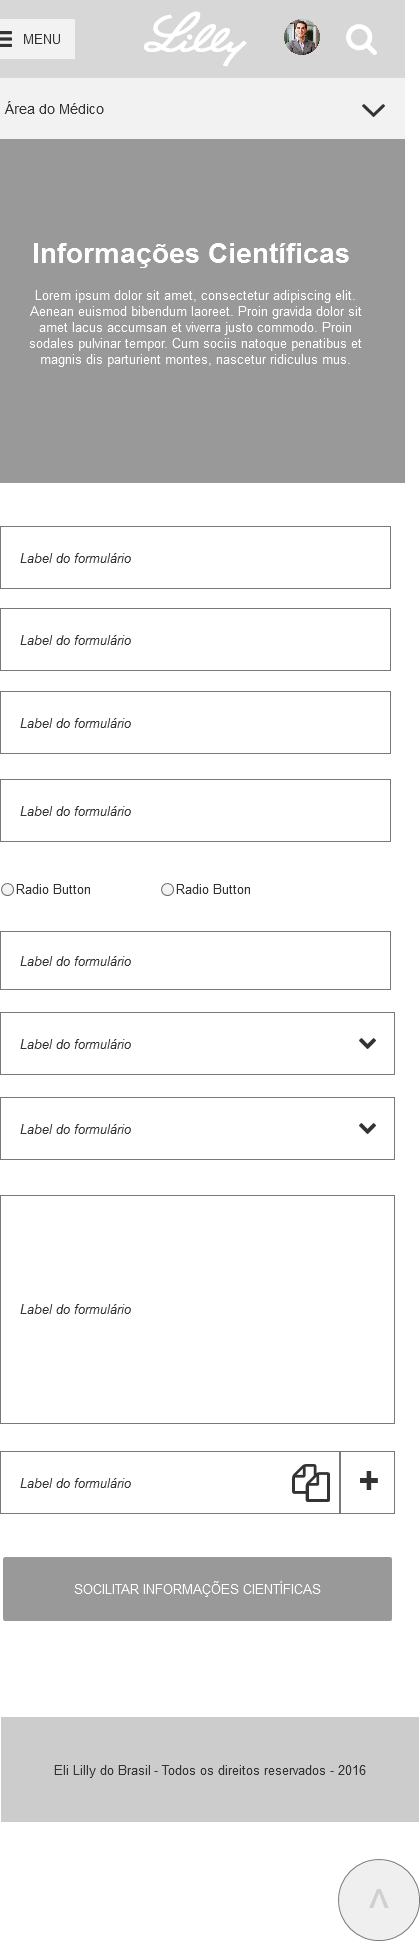 MENU
Lilly
Área do Médico
Informações Científicas
Lorem ipsum dolor sit amet, consectetur adipiscing elit.
Aenean euismod bibendum laoreet. Proin gravida dolor sit
amet lacus accumsan et viverra justo commodo. Proin
sodales pulvinar tempor. Cum sociis natoque penatibus et
magnis dis parturient montes, nascetur ridiculus mus.
Label do formulário
Label do formulário
Label do formulário
Label do formulário
Radio Button Radio Button
Label do formulário
Label do formulário
Label do formulário
Label do formulário
Label do formulário
SOCILITAR INFORMAÇÕES CIENTÍFICAS
Eli Lilly do Brasil - Todos os direitos reservados - 2016